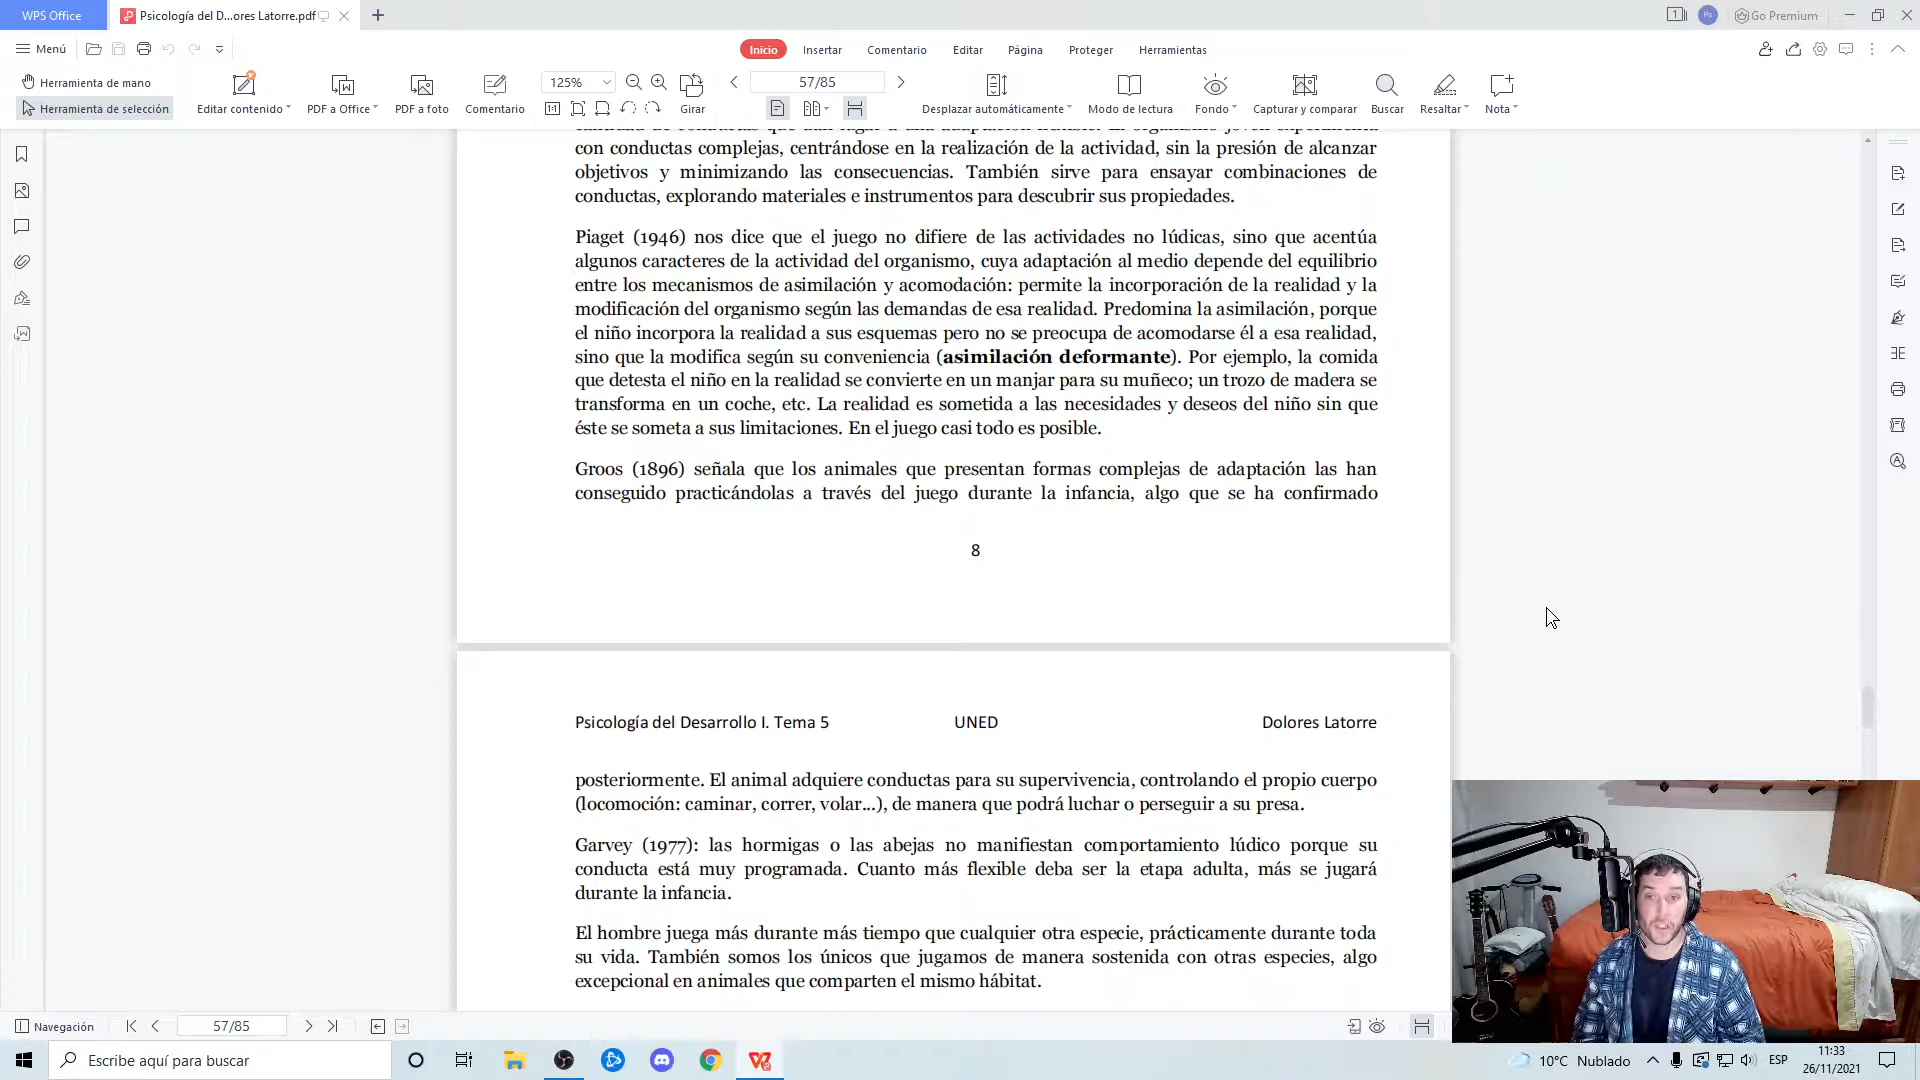 WPS Office
Psicología del D...ores Latorre.pdf
1
Go Premium
Menú
Inicio
Insertar
Comentario
Editar
Página
Proteger
Herramientas
Herramienta de mano
Herramienta de selección
Editar contenido
PDF a Office
PDF a foto
Comentario
125%
Girar
57/85
Desplazar automáticamente
Modo de lectura
Fondo
Capturar y comparar
Buscar
Resaltar
Nota
con conductas complejas, centrándose en la realización de la actividad, sin la presión de alcanzar
objetivos y minimizando las consecuencias. También sirve para ensayar combinaciones de
conductas, explorando materiales e instrumentos para descubrir sus propiedades.
Piaget (1946) nos dice que el juego no difiere de las actividades no lúdicas, sino que acentúa
algunos caracteres de la actividad del organismo, cuya adaptación al medio depende del equilibrio
entre los mecanismos de asimilación y acomodación: permite la incorporación de la realidad y la
modificación del organismo según las demandas de esa realidad. Predomina la asimilación, porque
el niño incorpora la realidad a sus esquemas pero no se preocupa de acomodarse él a esa realidad,
sino que la modifica según su conveniencia (asimilación deformante). Por ejemplo, la comida
que detesta el niño en la realidad se convierte en un manjar para su muñeco; un trozo de madera se
transforma en un coche, etc. La realidad es sometida a las necesidades y deseos del niño sin que
éste se someta a sus limitaciones. En el juego casi todo es posible.
Groos (1896) señala que los animales que presentan formas complejas de adaptación las han
conseguido practicándolas a través del juego durante la infancia, algo que se ha confirmado
8
Psicología del Desarrollo I. Tema 5 UNED Dolores Latorre
posteriormente. El animal adquiere conductas para su supervivencia, controlando el propio cuerpo
(locomoción: caminar, correr, volar...), de manera que podrá luchar o perseguir a su presa.
Garvey (1977): las hormigas o las abejas no manifiestan comportamiento lúdico porque su
conducta está muy programada. Cuanto más flexible deba ser la etapa adulta, más se jugará
durante la infancia.
El hombre juega más durante más tiempo que cualquier otra especie, prácticamente durante toda
su vida. También somos los únicos que jugamos de manera sostenida con otras especies, algo
excepcional en animales que comparten el mismo hábitat.
Navegación
57/85
Escribe aquí para buscar
10°C Nublado
ESP
11:33
26/11/2021